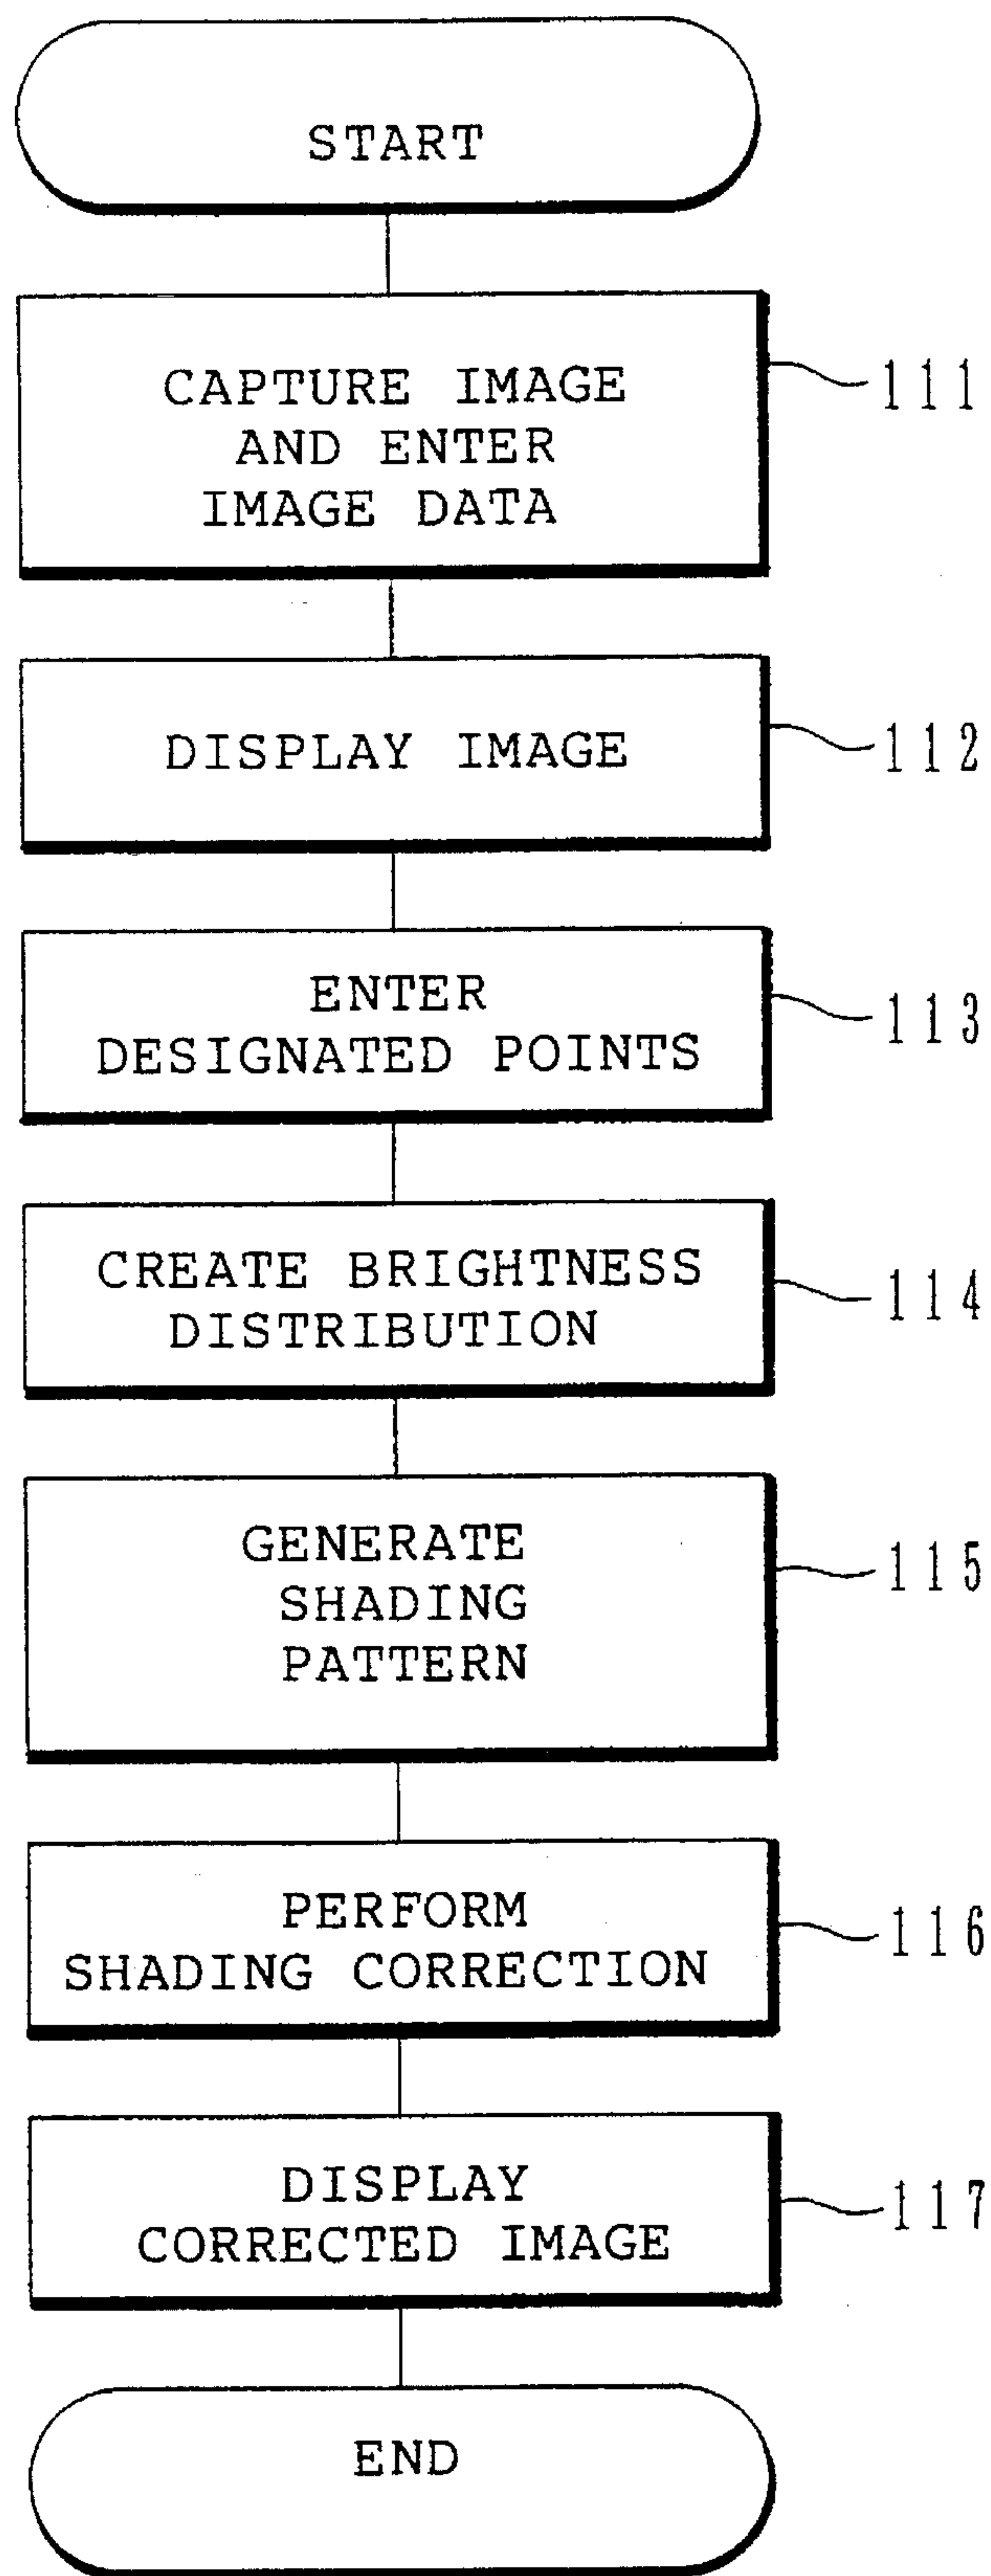 START
CAPTURE IMAGE
AND ENTER
IMAGE DATA
111
DISPLAY IMAGE
112
ENTER
DESIGNATED POINTS
113
CREATE BRIGHTNESS
DISTRIBUTION
114
GENERATE
SHADING
PATTERN
115
PERFORM
SHADING CORRECTION
116
DISPLAY
CORRECTED IMAGE
117
END